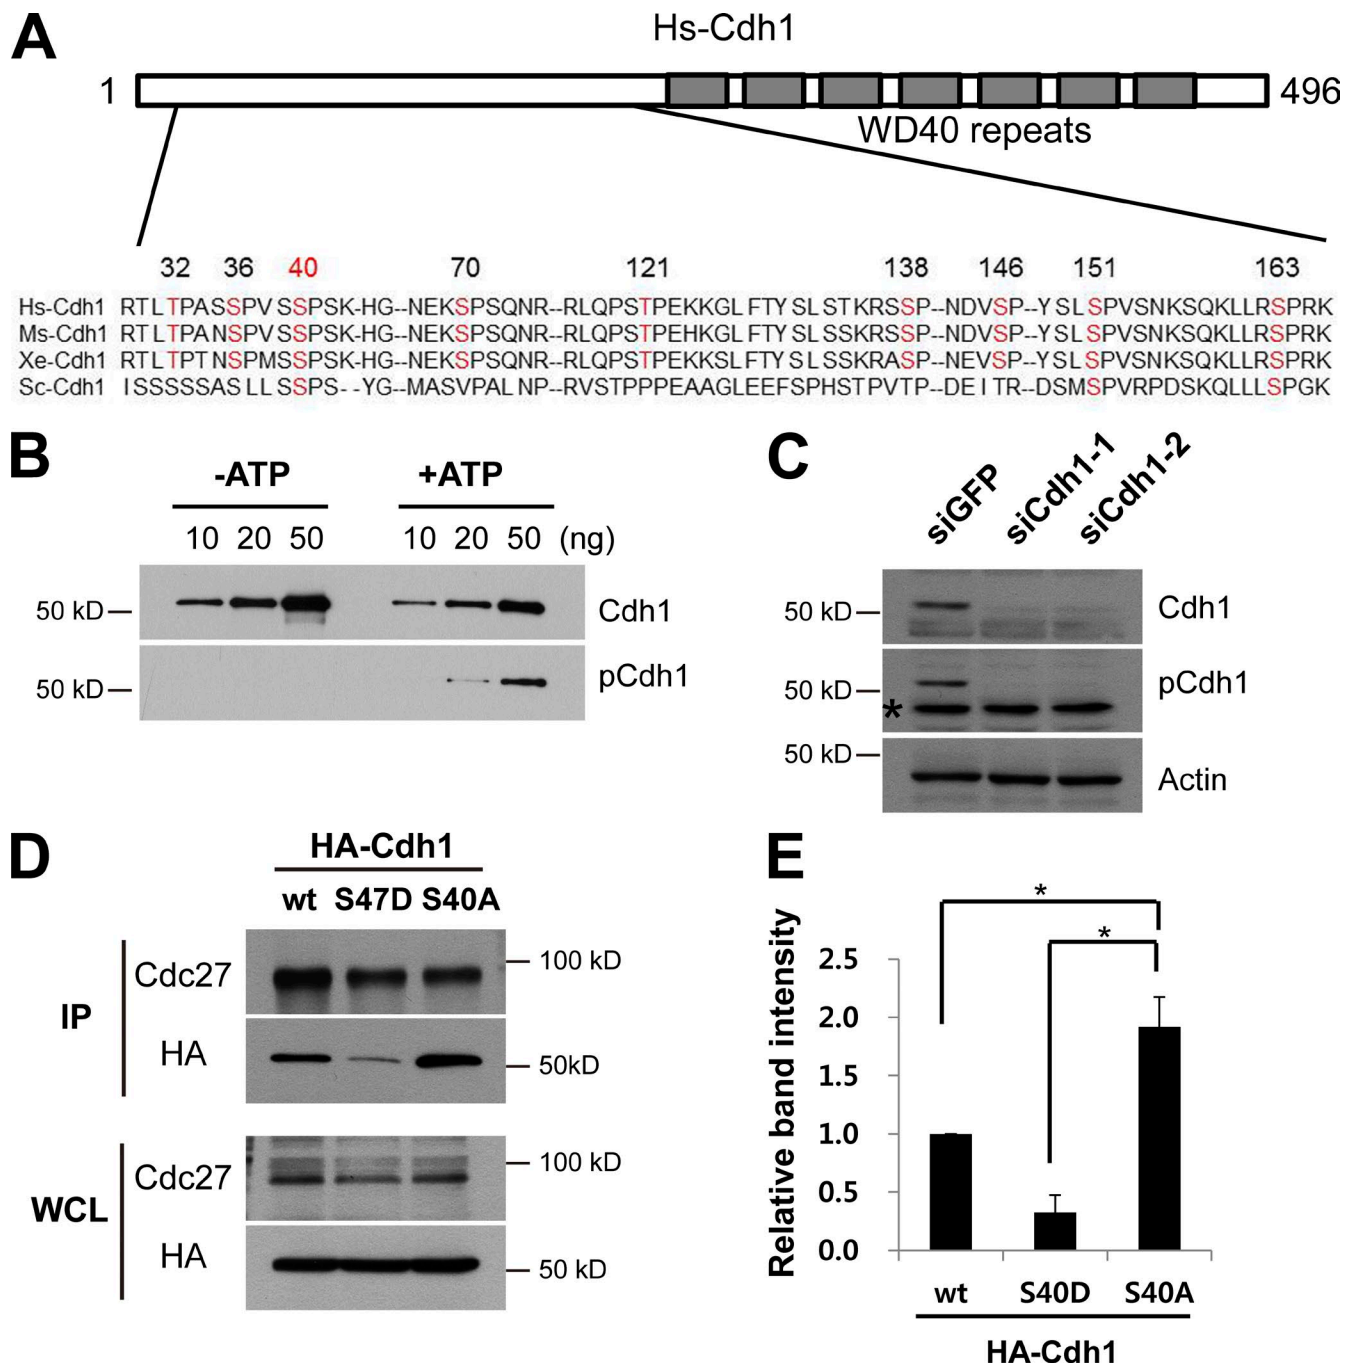 A
Hs-Cdh1
1
496
WD40 repeats
32 36 40 70 121 138 146 151 163
Hs-Cdh1 RTLTPASSPVSSPSK-HG--NEKSPSQNR--RLQPSTPEKKGLFTYSLSTKRSSP--NDVSP--YSLSPVSNKSQKLLRSPRK
Ms-Cdh1 RTLTPANSPVSSPSK-HG--NEKSPSQNR--RLQPSTPEHKGLFTYSLSSKRSSP--NDVSP--YSLSPVSNKSQKLLRSPRK
Xe-Cdh1 RTLTPTNSPMSSPSK-HG--NEKSPSQNR--RLQPSTPEKKSLFTYSLSSKRASP--NEVSP--YSLSPVSNKSQKLLRSPRK
Sc-Cdh1 ISSSSSASLLSSPS--YG--MASVPALNP--RVSTPPPEAAGLEEFSPHSTPVTP--DEITR--DSMSPVRPDSKQLLLSPGK
B
-ATP +ATP
10 20 50 10 20 50 (ng)
50 kD
Cdh1
50 kD
pCdh1
C
siGFP siCdh1-1 siCdh1-2
50 kD
Cdh1
50 kD
pCdh1
*
50 kD
Actin
D
HA-Cdh1
wt S47D S40A
IP
Cdc27
100 kD
HA
50kD
WCL
Cdc27
100 kD
HA
50 kD
E
*
*
Relative band intensity
2.5
2.0
1.5
1.0
0.5
0.0
wt S40D S40A
HA-Cdh1